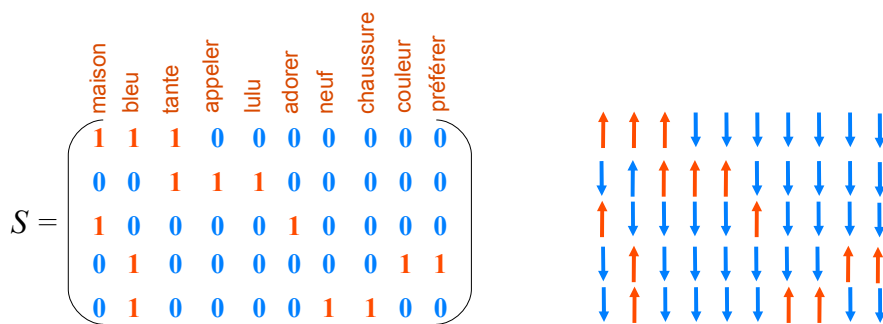 maison bleu tante appeler lulu adorer neuf chaussure couleur préférer
1 1 1 0 0 0 0 0 0 0
0 0 1 1 1 0 0 0 0 0
S = 1 0 0 0 0 1 0 0 0 0
0 1 0 0 0 0 0 0 1 1
0 1 0 0 0 0 1 1 0 0